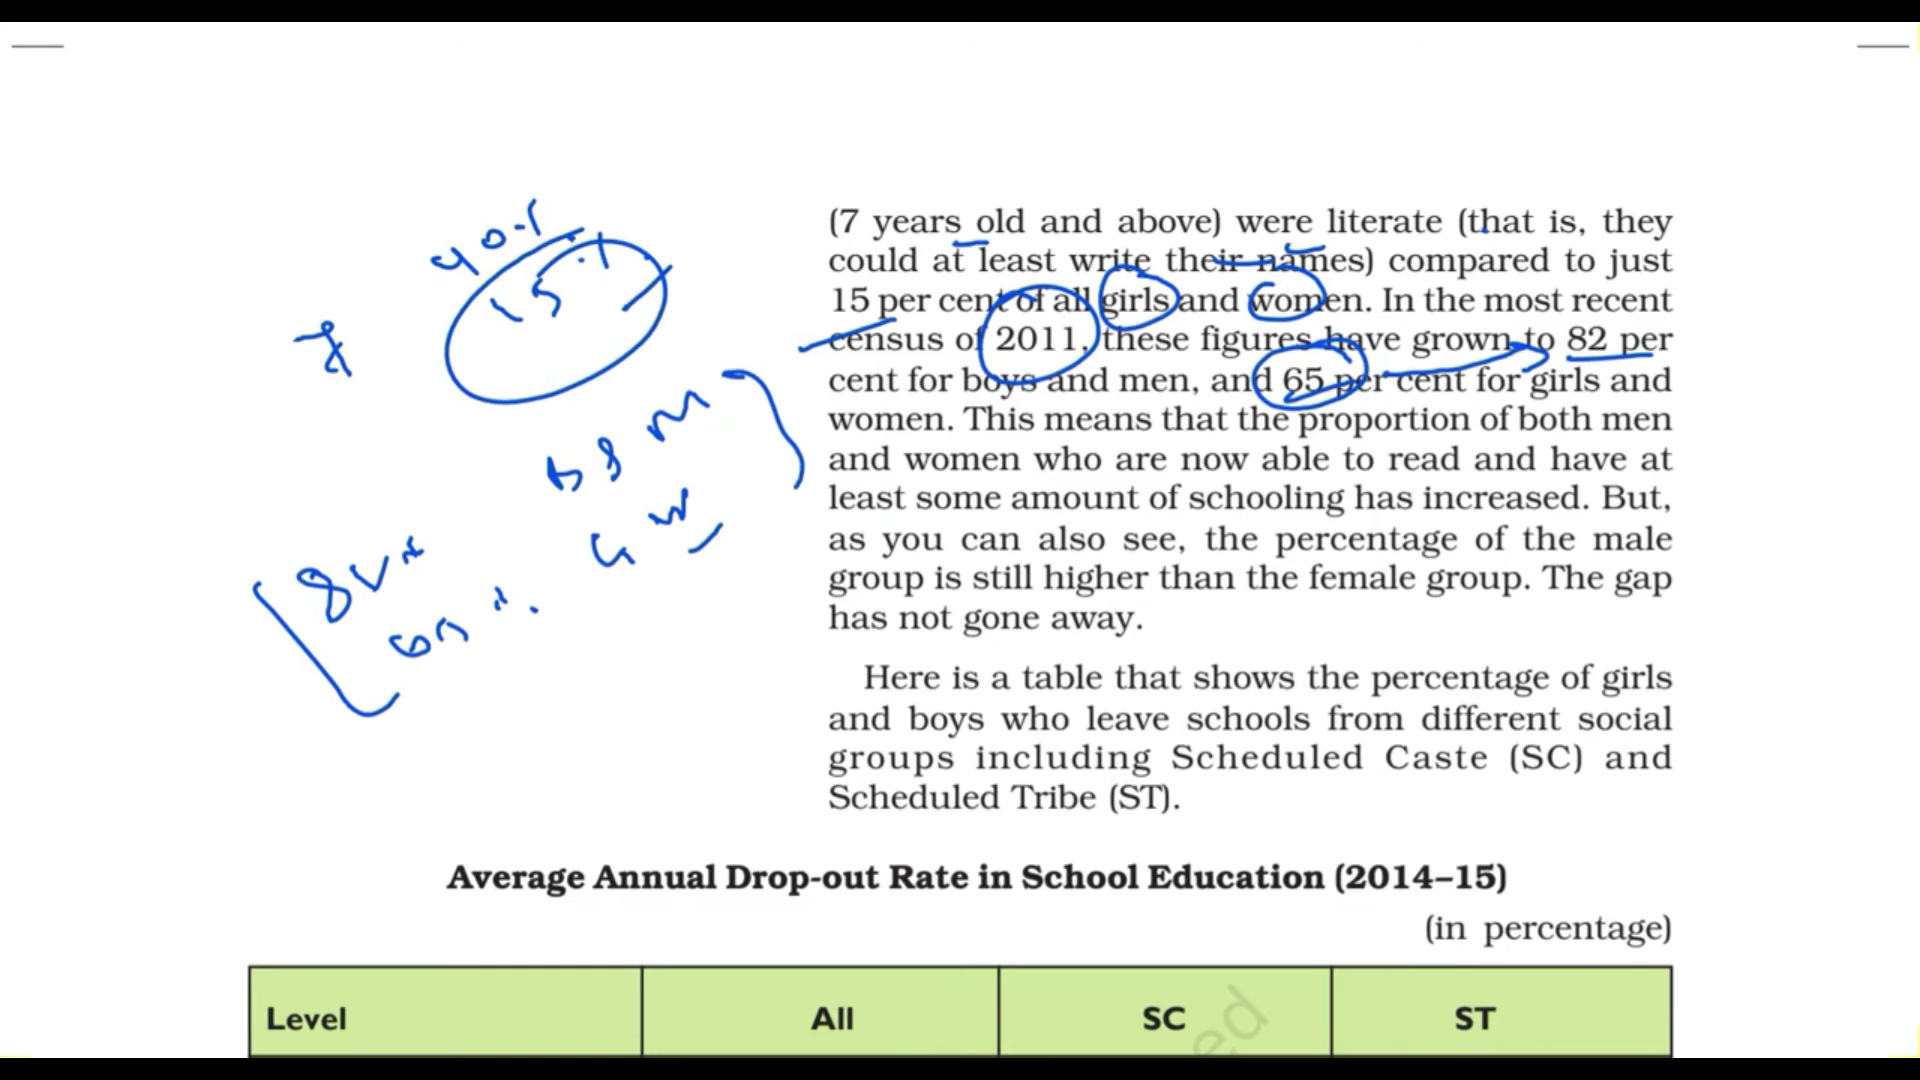 (7 years old and above) were literate (that is, they
could at least write their names) compared to just
15 per cent of all girls and women. In the most recent
census of 2011, these figures have grown to 82 per
cent for boys and men, and 65 per cent for girls and
women. This means that the proportion of both men
and women who are now able to read and have at
least some amount of schooling has increased. But,
as you can also see, the percentage of the male
group is still higher than the female group. The gap
has not gone away.
Here is a table that shows the percentage of girls
and boys who leave schools from different social
groups including Scheduled Caste (SC) and
Scheduled Tribe (ST).
Average Annual Drop-out Rate in School Education (2014–15)
(in percentage)
Level All SC ST